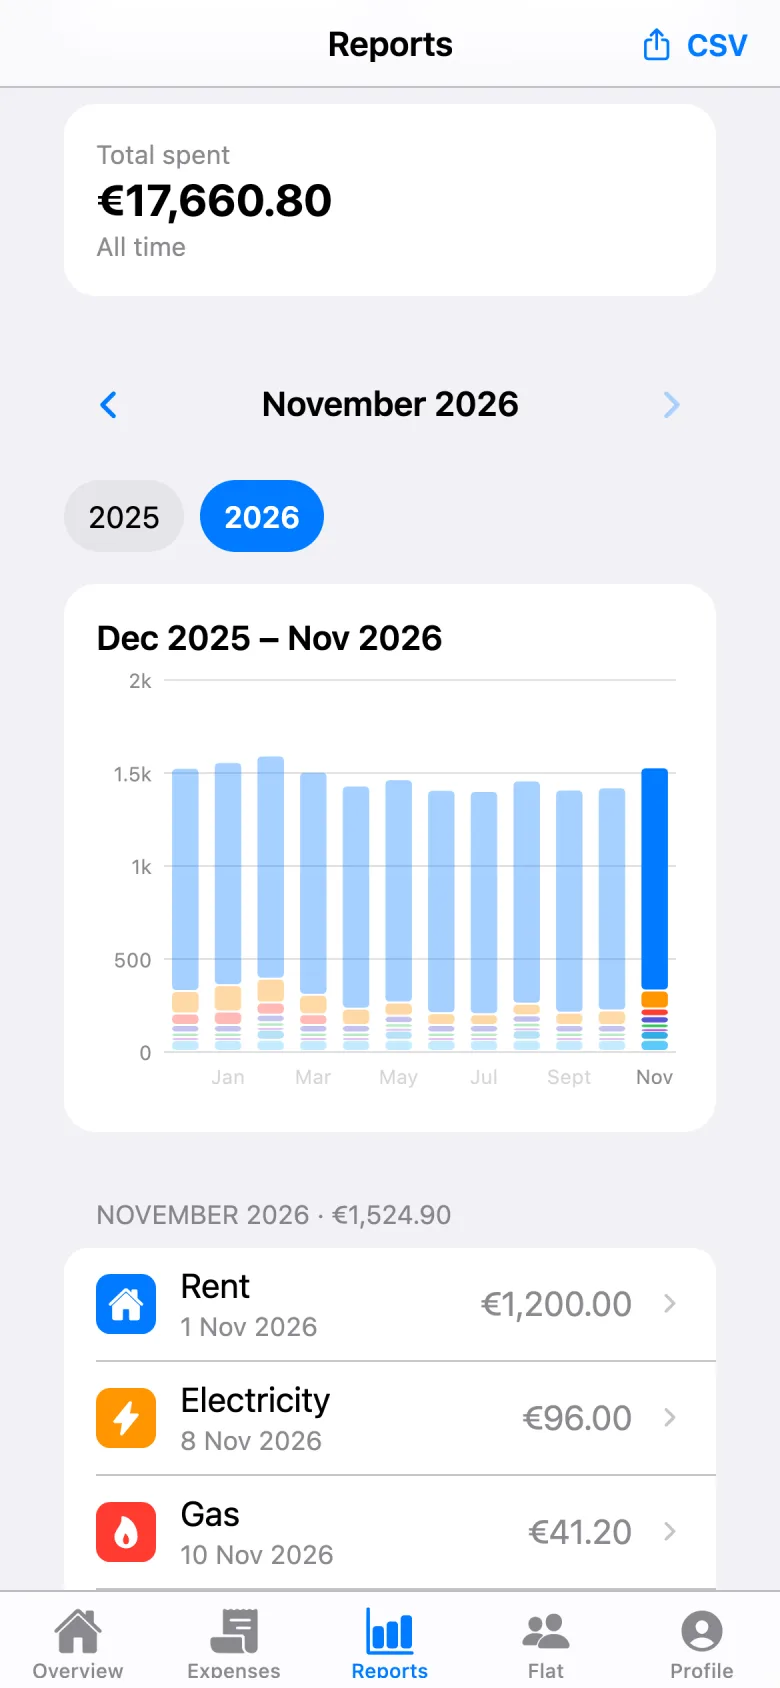 Reports
CSV
Total spent
€17,660.80
All time
November 2026
2025
2026
Dec 2025 – Nov 2026
2k
1.5k
1k
500
0
Jan Mar May Jul Sept Nov
NOVEMBER 2026 · €1,524.90
Rent
1 Nov 2026
€1,200.00
Electricity
8 Nov 2026
€96.00
Gas
10 Nov 2026
€41.20
Overview Expenses Reports Flat Profile